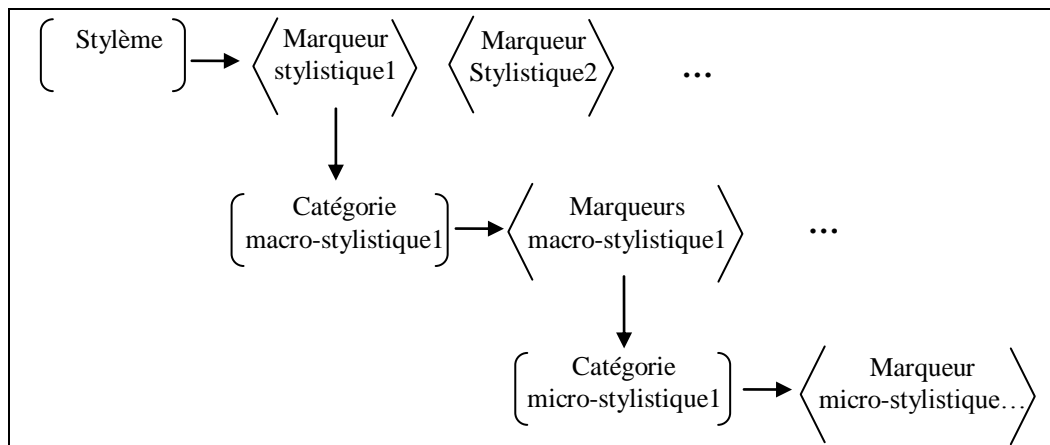 Stylème
Marqueur
stylistique1
Marqueur
Stylistique2
...
Catégorie
macro-stylistique1
Marqueurs
macro-stylistique1
...
Catégorie
micro-stylistique1
Marqueur
micro-stylistique…